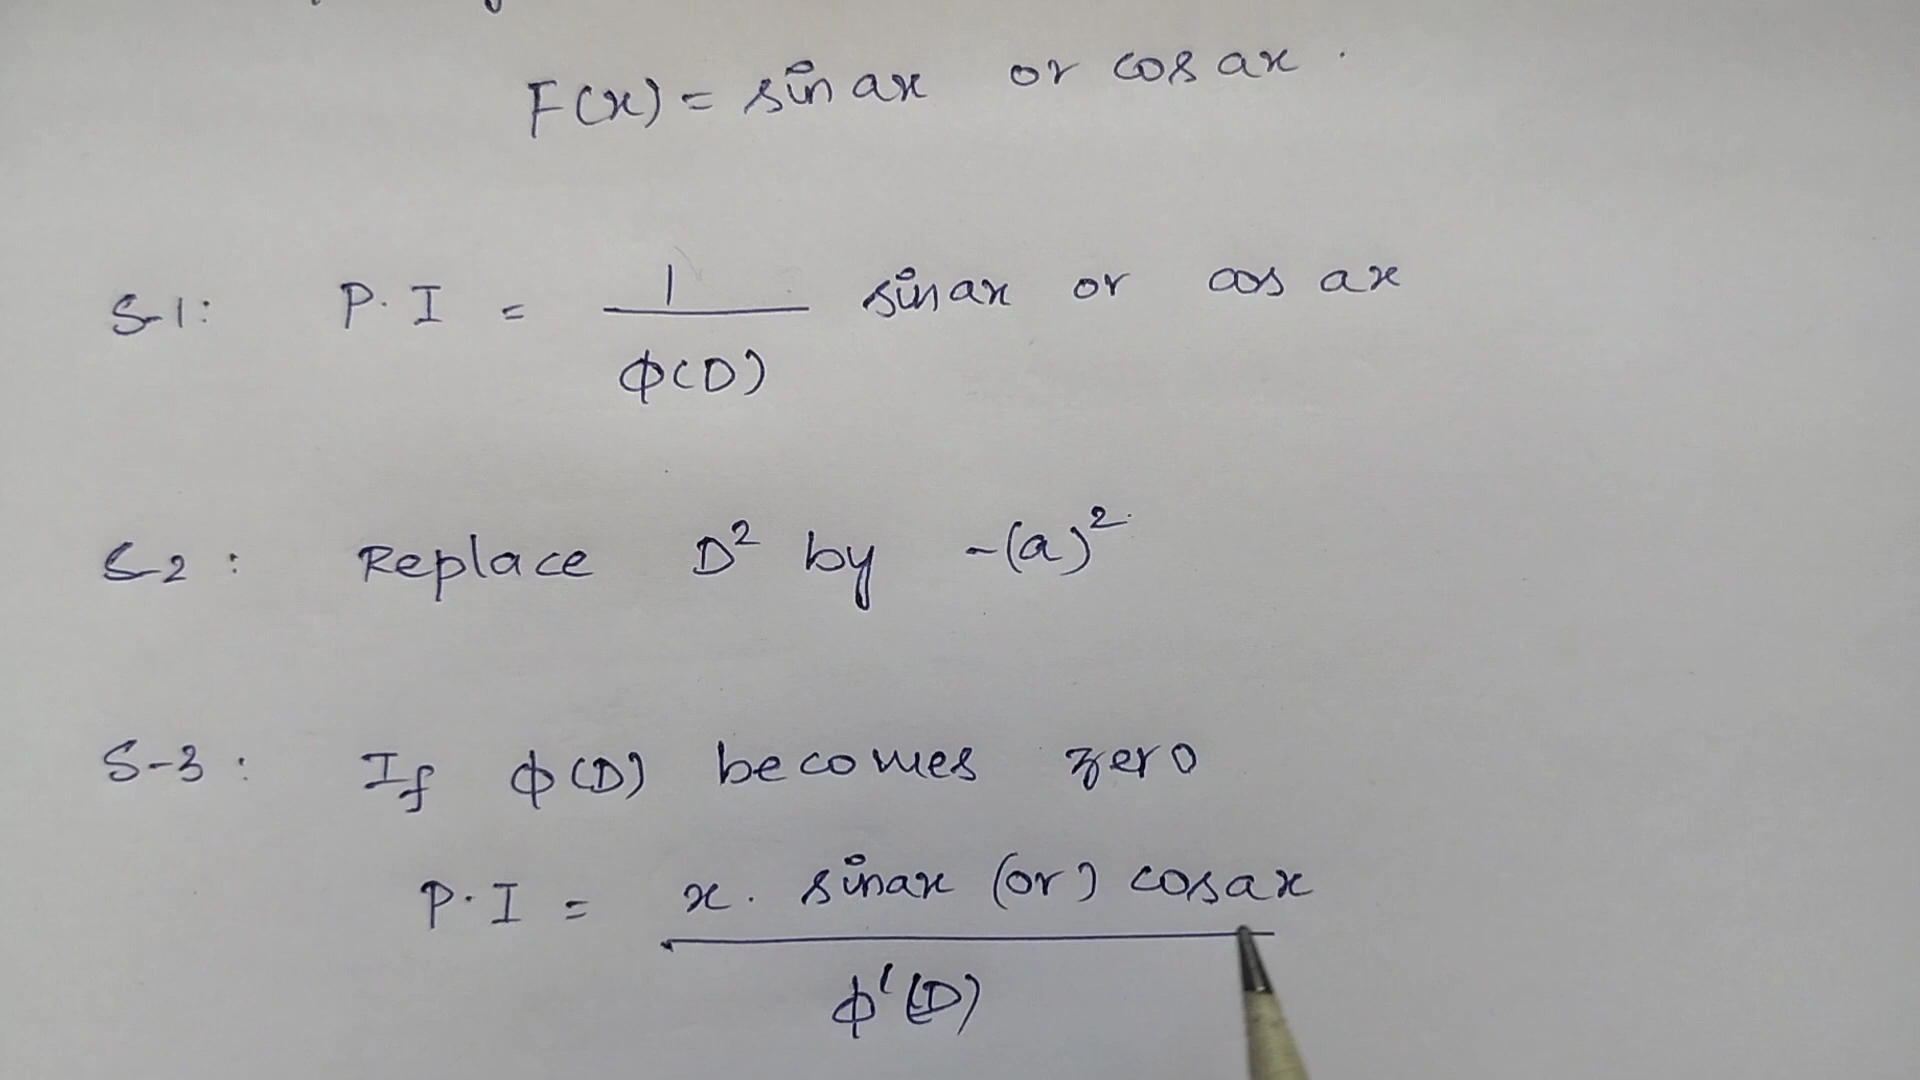 F(x) = sin ax or cos ax .
S-1: P.I = 1/ϕ(D) sin ax or cos ax
S-2: Replace D² by -(a)²
S-3: If ϕ(D) becomes zero
P.I = x. sin ax (or) cos ax
ϕ'(D)